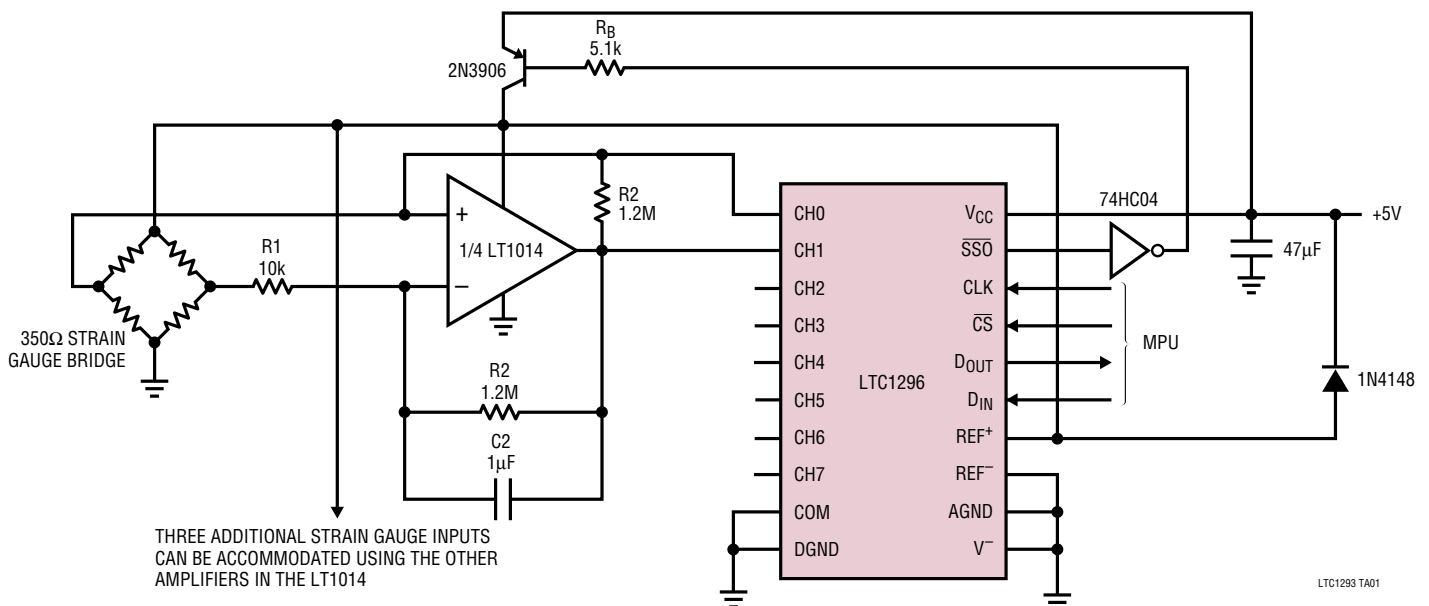 R_B
5.1k
2N3906
R2
1.2M
+
1/4 LT1014
−
R1
10k
350Ω STRAIN
GAUGE BRIDGE
R2
1.2M
C2
1µF
THREE ADDITIONAL STRAIN GAUGE INPUTS
CAN BE ACCOMMODATED USING THE OTHER
AMPLIFIERS IN THE LT1014
CH0
CH1
CH2
CH3
CH4
CH5
CH6
CH7
COM
DGND
LTC1296
V_CC
S̅S̅O̅
CLK
C̅S̅
D_OUT
D_IN
REF⁺
REF⁻
AGND
V⁻
74HC04
+5V
47µF
MPU
1N4148
LTC1293 TA01